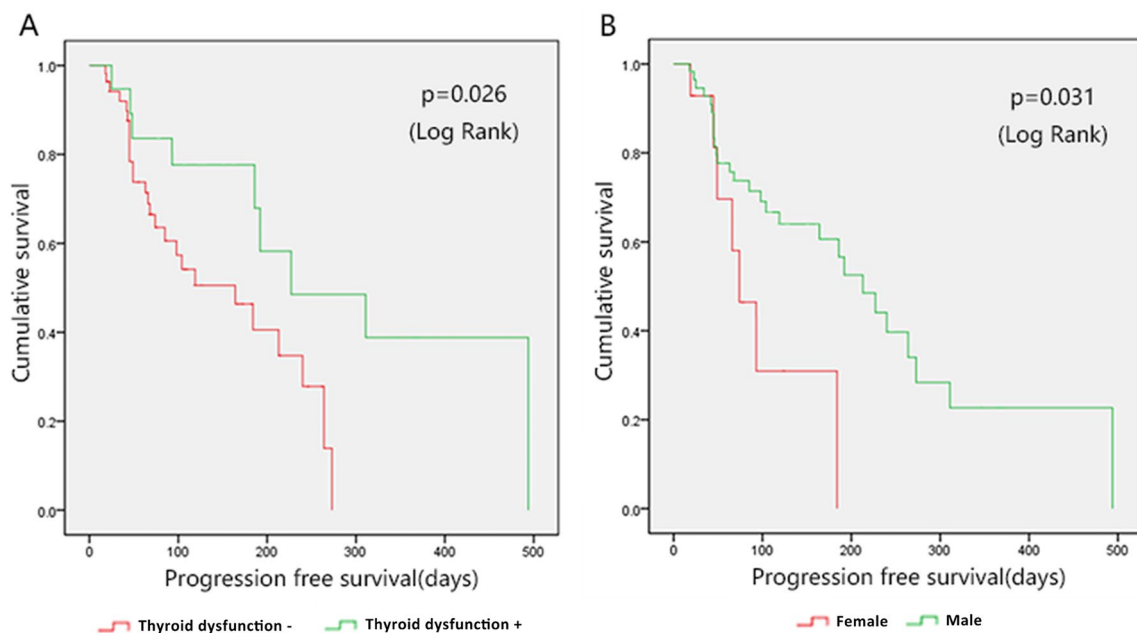 A
p=0.026
(Log Rank)
Cumulative survival
1.0
0.8
0.6
0.4
0.2
0.0
0
100
200
300
400
500
Progression free survival(days)
Thyroid dysfunction -
Thyroid dysfunction +
B
p=0.031
(Log Rank)
Cumulative survival
1.0
0.8
0.6
0.4
0.2
0.0
0
100
200
300
400
500
Progression free survival(days)
Female
Male